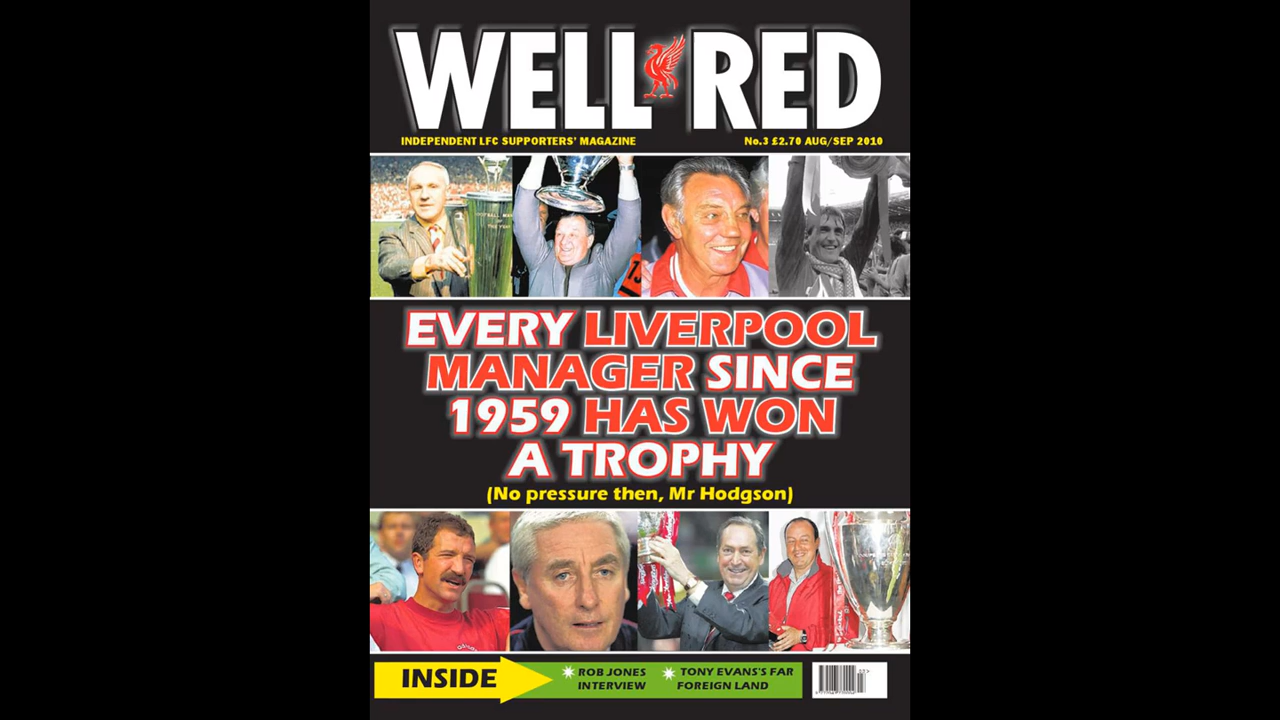 WELL RED
INDEPENDENT LFC SUPPORTERS' MAGAZINE
No.3 £2.70 AUG/SEP 2010
EVERY LIVERPOOL
MANAGER SINCE
1959 HAS WON
A TROPHY
(No pressure then, Mr Hodgson)
INSIDE
ROB JONES
INTERVIEW
TONY EVANS'S FAR
FOREIGN LAND